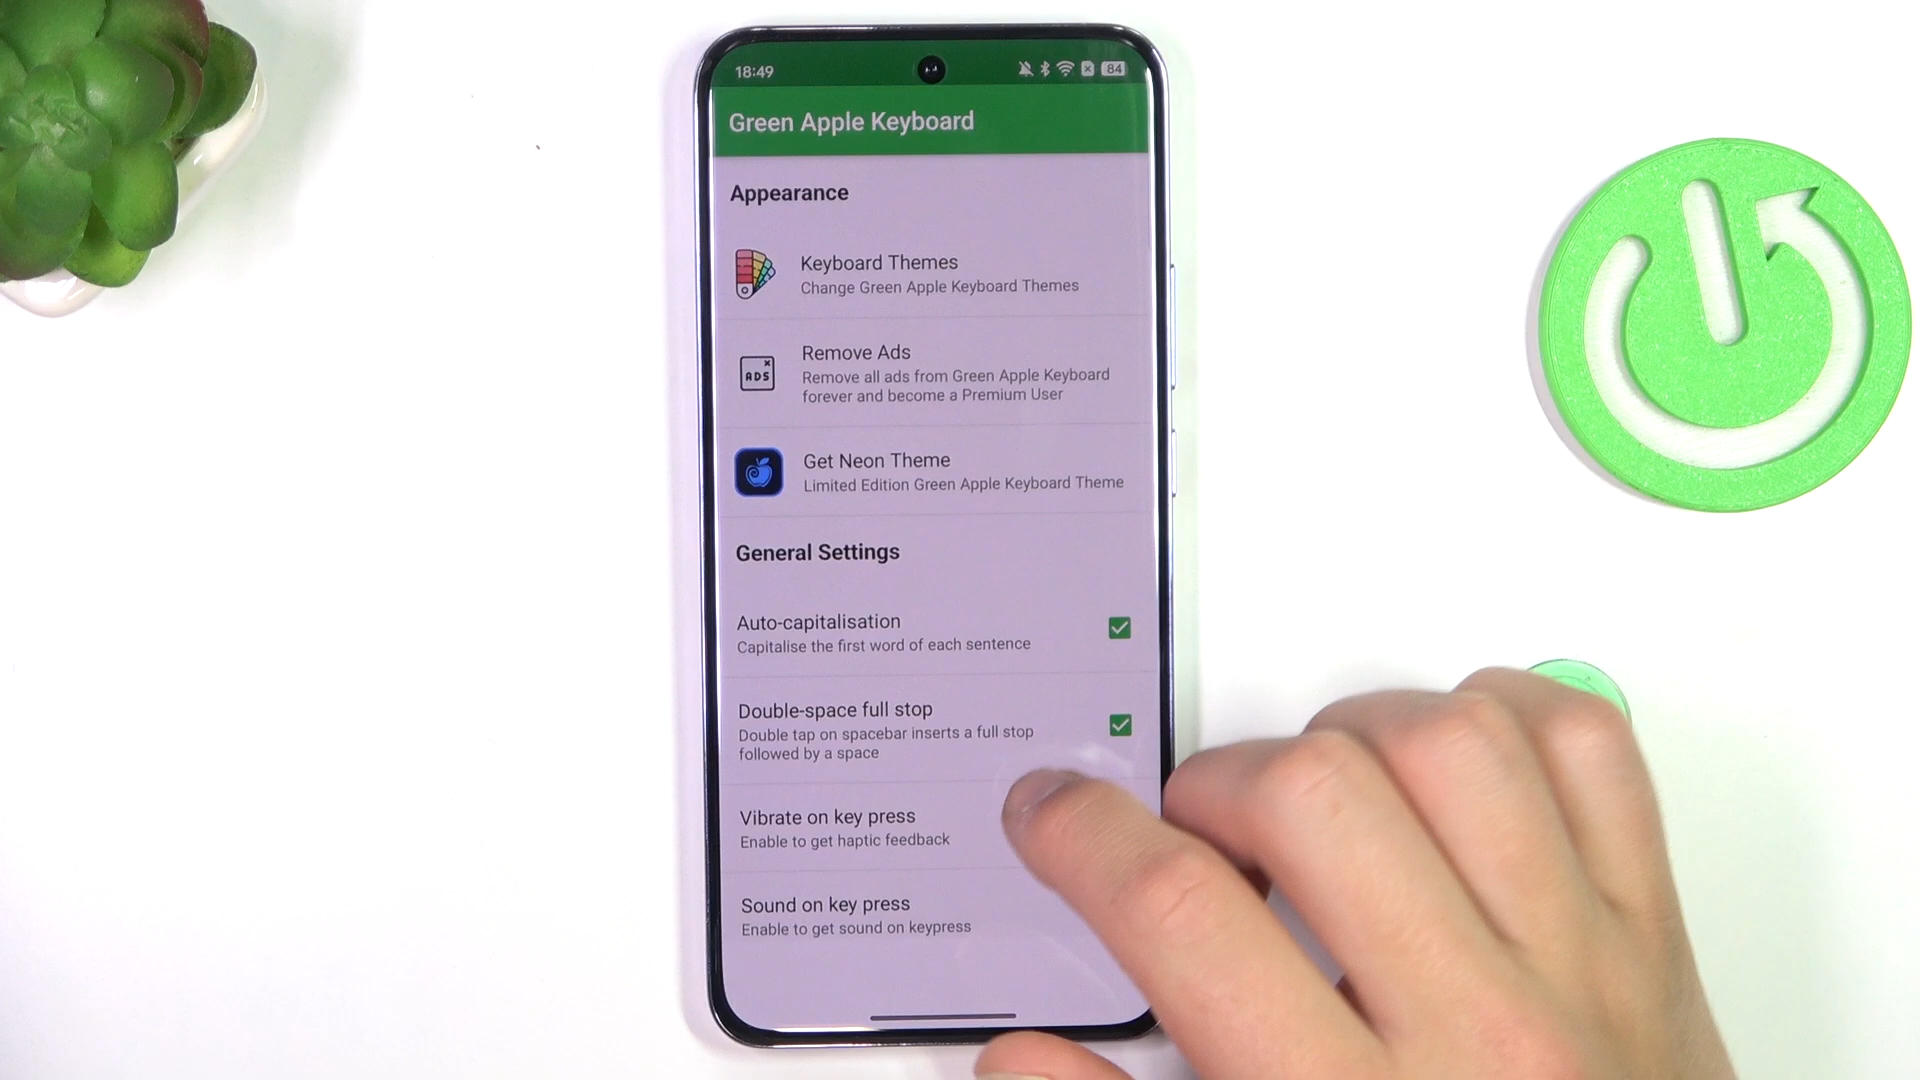 18:49
84
Green Apple Keyboard
Appearance
Keyboard Themes
Change Green Apple Keyboard Themes
ADS
Remove Ads
Remove all ads from Green Apple Keyboard
forever and become a Premium User
Get Neon Theme
Limited Edition Green Apple Keyboard Theme
General Settings
Auto-capitalisation
Capitalise the first word of each sentence
Double-space full stop
Double tap on spacebar inserts a full stop
followed by a space
Vibrate on key press
Enable to get haptic feedback
Sound on key press
Enable to get sound on keypress